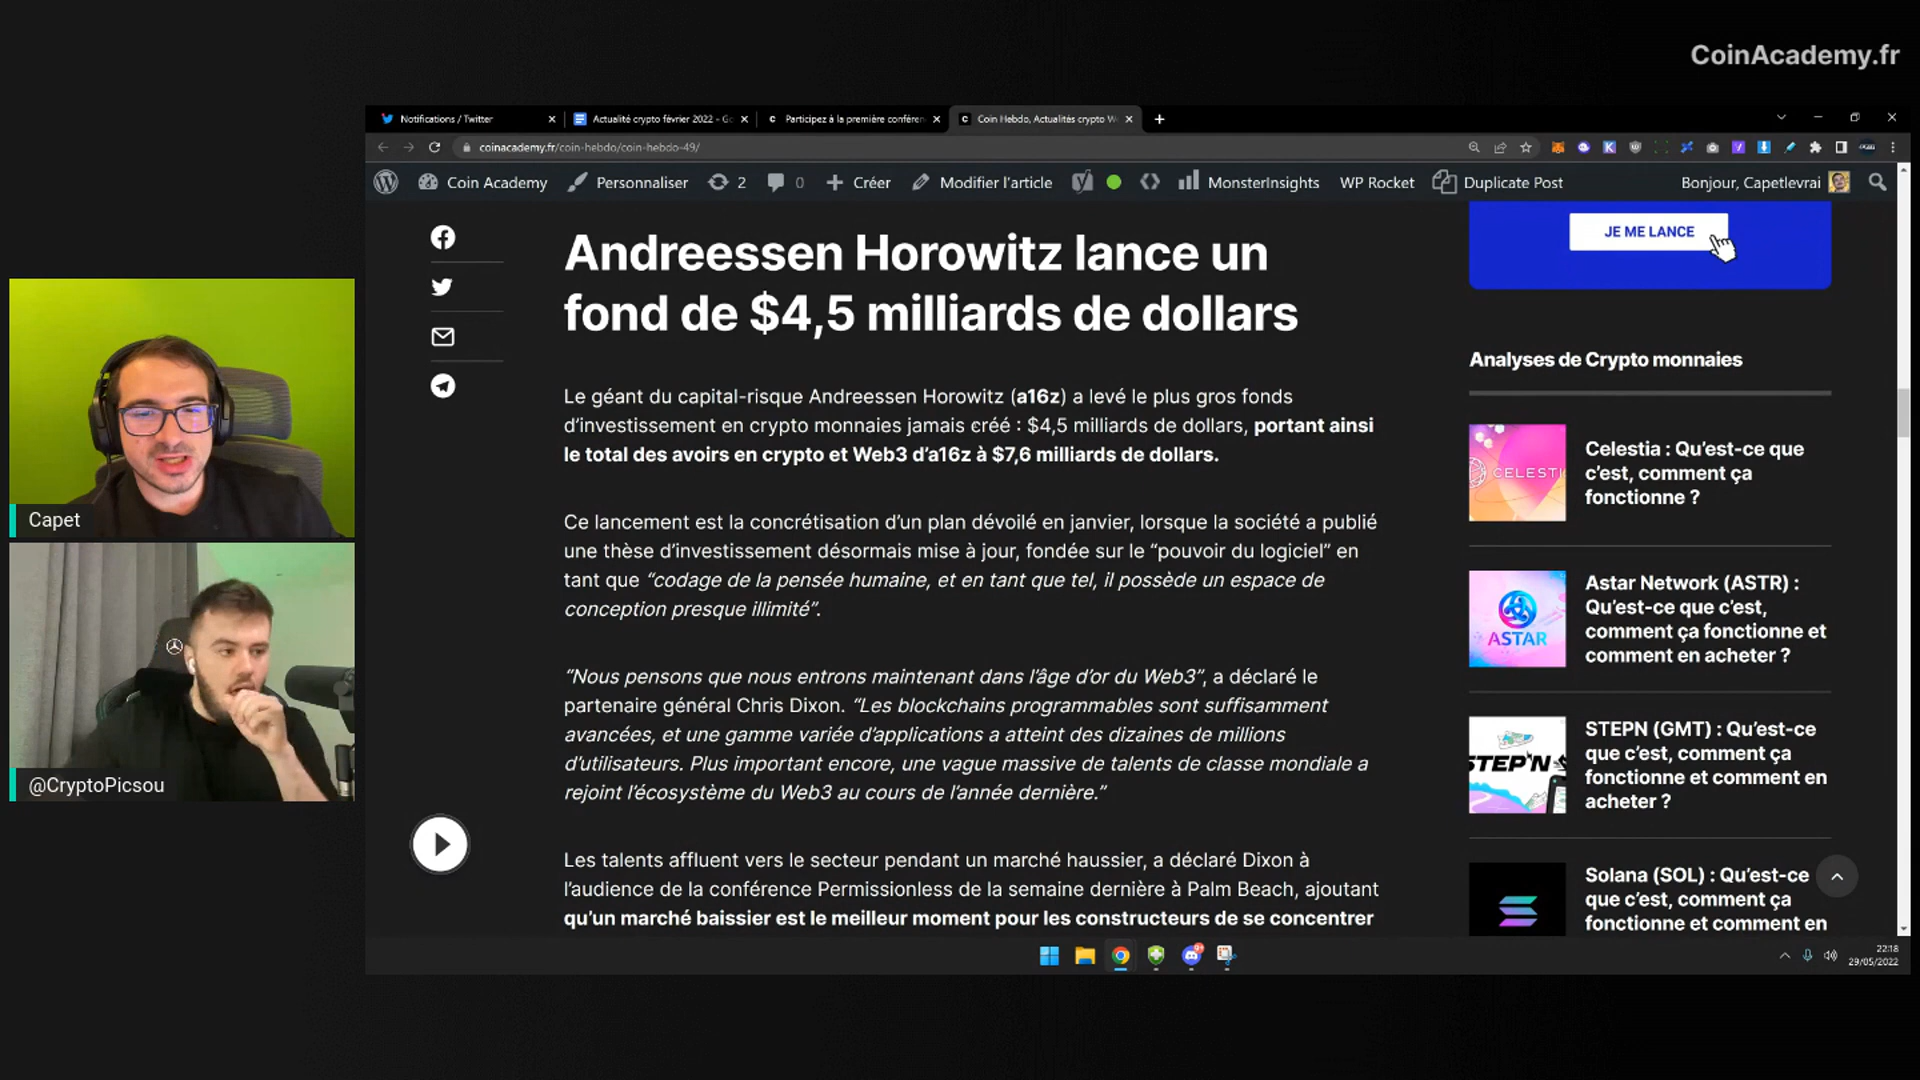 CoinAcademy.fr
Notifications / Twitter
Actualité crypto février 2022 - Go
Participez à la première conféren
Coin Hebdo, Actualités crypto W
coinacademy.fr/coin-hebdo/coin-hebdo-49/
Coin Academy
Personnaliser
2
0
Créer
Modifier l'article
MonsterInsights
WP Rocket
Duplicate Post
Bonjour, Capetlevrai
Andreessen Horowitz lance un
fond de $4,5 milliards de dollars
Le géant du capital-risque Andreessen Horowitz (a16z) a levé le plus gros fonds
d’investissement en crypto monnaies jamais créé : $4,5 milliards de dollars, portant ainsi
le total des avoirs en crypto et Web3 d’a16z à $7,6 milliards de dollars.
Ce lancement est la concrétisation d’un plan dévoilé en janvier, lorsque la société a publié
une thèse d’investissement désormais mise à jour, fondée sur le “pouvoir du logiciel” en
tant que “codage de la pensée humaine, et en tant que tel, il possède un espace de
conception presque illimité”.
“Nous pensons que nous entrons maintenant dans l’âge d’or du Web3”, a déclaré le
partenaire général Chris Dixon. “Les blockchains programmables sont suffisamment
avancées, et une gamme variée d’applications a atteint des dizaines de millions
d’utilisateurs. Plus important encore, une vague massive de talents de classe mondiale a
rejoint l’écosystème du Web3 au cours de l’année dernière.”
Les talents affluent vers le secteur pendant un marché haussier, a déclaré Dixon à
l’audience de la conférence Permissionless de la semaine dernière à Palm Beach, ajoutant
qu’un marché baissier est le meilleur moment pour les constructeurs de se concentrer
JE ME LANCE
Analyses de Crypto monnaies
CELESTI
Celestia : Qu’est-ce que
c’est, comment ça
fonctionne ?
ASTAR
Astar Network (ASTR) :
Qu’est-ce que c’est,
comment ça fonctionne et
comment en acheter ?
STEP'N
STEPN (GMT) : Qu’est-ce
que c’est, comment ça
fonctionne et comment en
acheter ?
Solana (SOL) : Qu’est-ce
que c’est, comment ça
fonctionne et comment en
Capet
@CryptoPicsou
22:18
29/05/2022